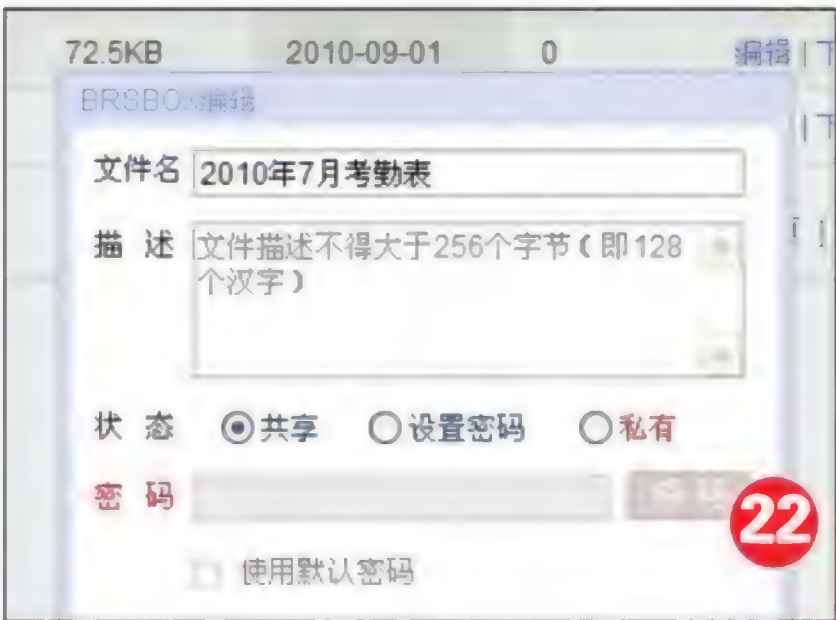 72.5KB 2010-09-01 0 编辑 | 下
BRSBO 编辑
| 下
文件名 2010年7月考勤表
描 述 文件描述不得大于256个字节(即128
个汉字)
状 态 共享 设置密码 私有
密 码
22
使用默认密码